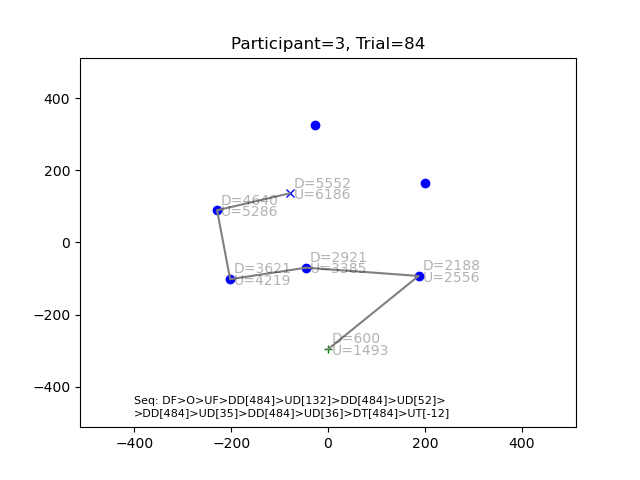 Participant=3, Trial=84
400
200
0
−200
−400
D=5552
U=6186
D=4640
U=5286
D=2921
U=3385
D=3621
U=4219
D=2188
U=2556
D=600
U=1493
Seq: DF>O>UF>DD[484]>UD[132]>DD[484]>UD[52]>
>DD[484]>UD[35]>DD[484]>UD[36]>DT[484]>UT[-12]
−400 −200 0 200 400